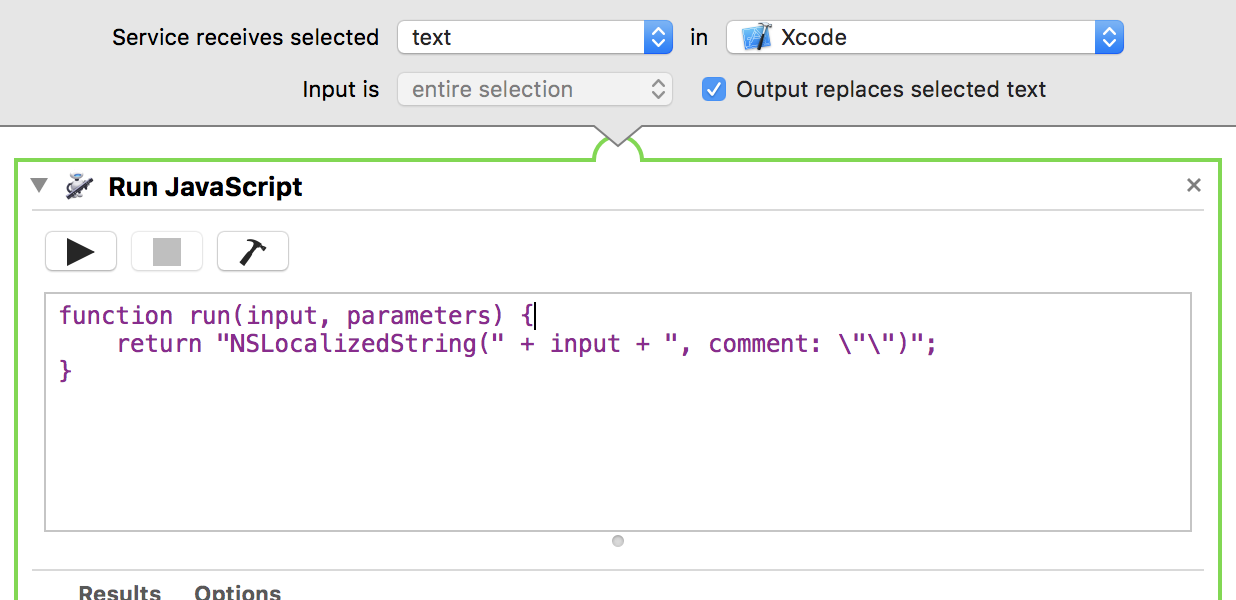 Service receives selected text in Xcode
Input is entire selection Output replaces selected text
Run JavaScript
function run(input, parameters) {
    return "NSLocalizedString(" + input + ", comment: \"\")";
}
Results Options